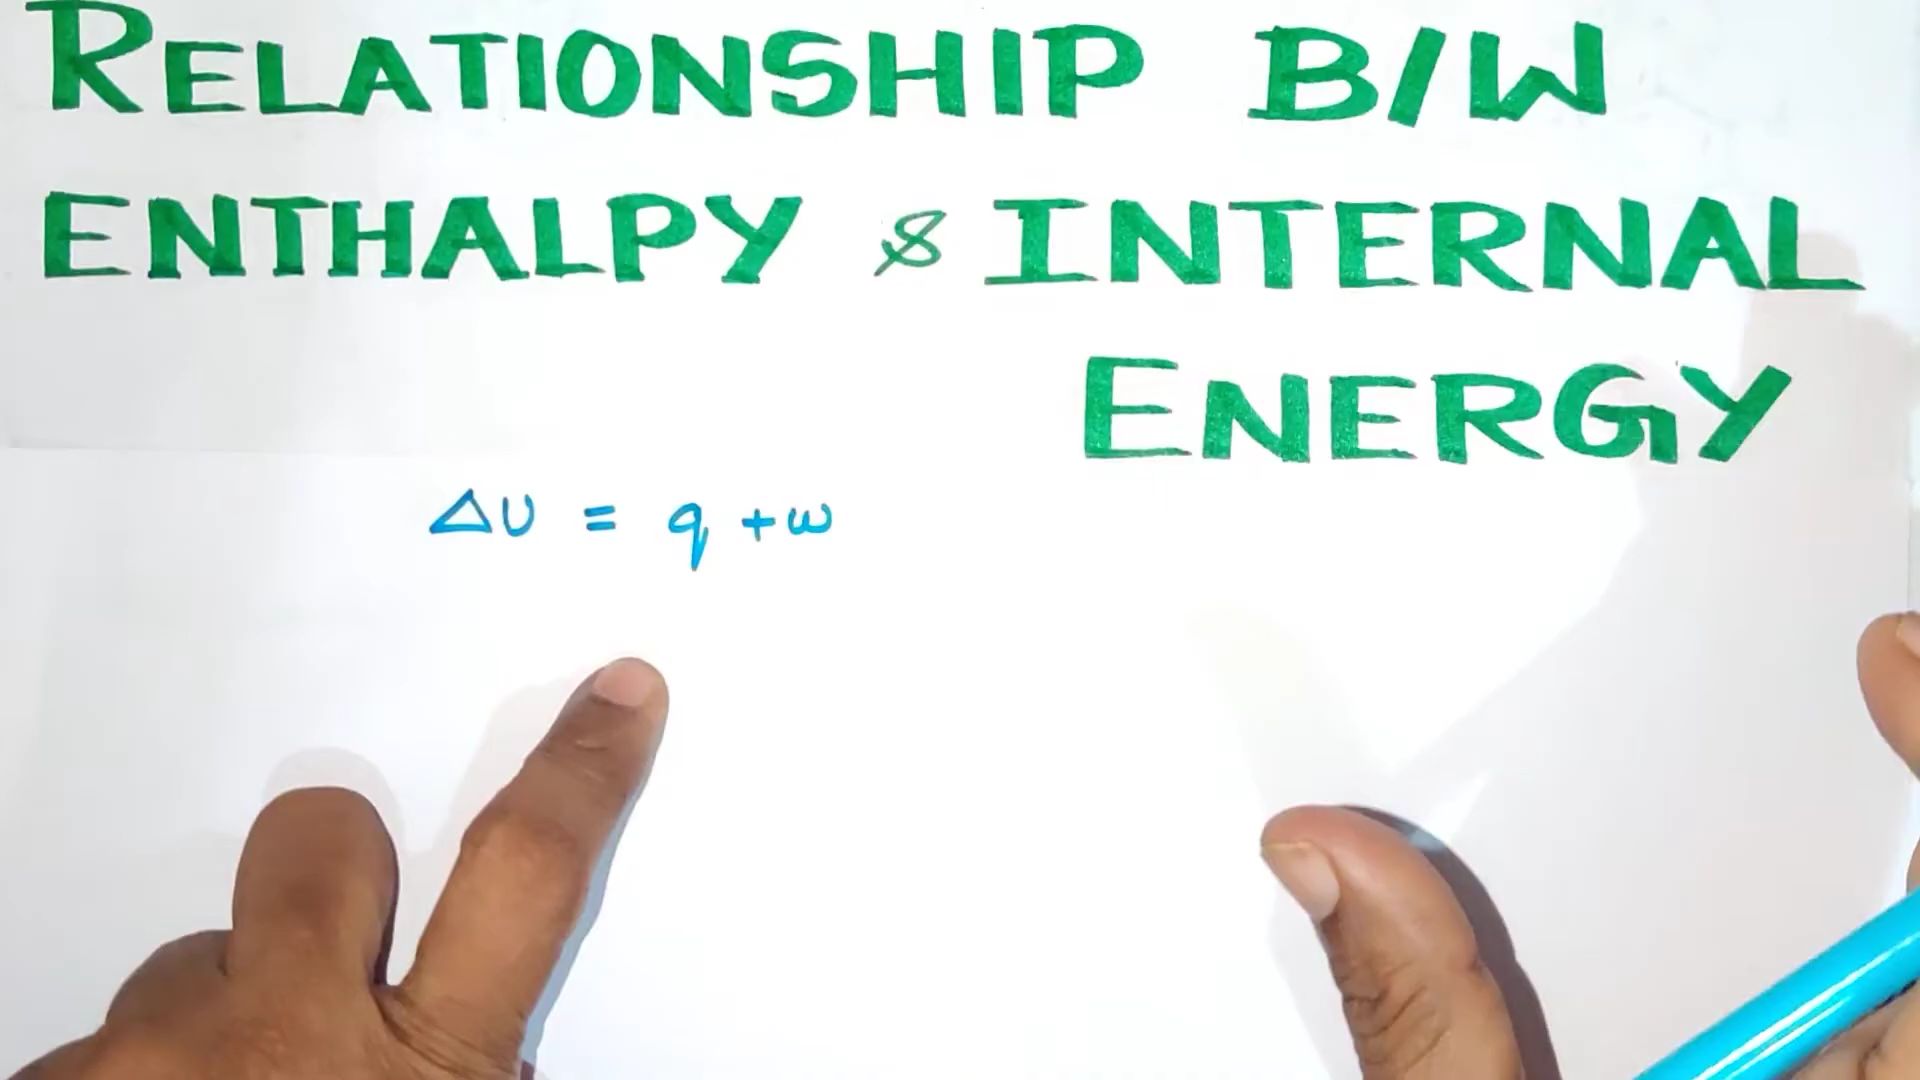 RELATIONSHIP B/W
ENTHALPY & INTERNAL
ENERGY
ΔU = q + w